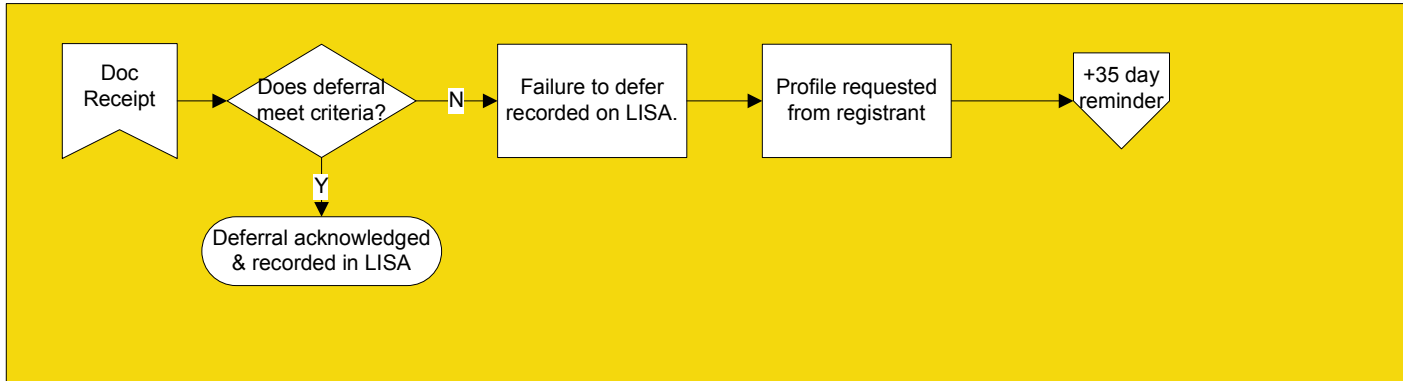 Doc
Receipt
Does deferral
meet criteria?
N
Failure to defer
recorded on LISA.
Profile requested
from registrant
+35 day
reminder
Y
Deferral acknowledged
& recorded in LISA